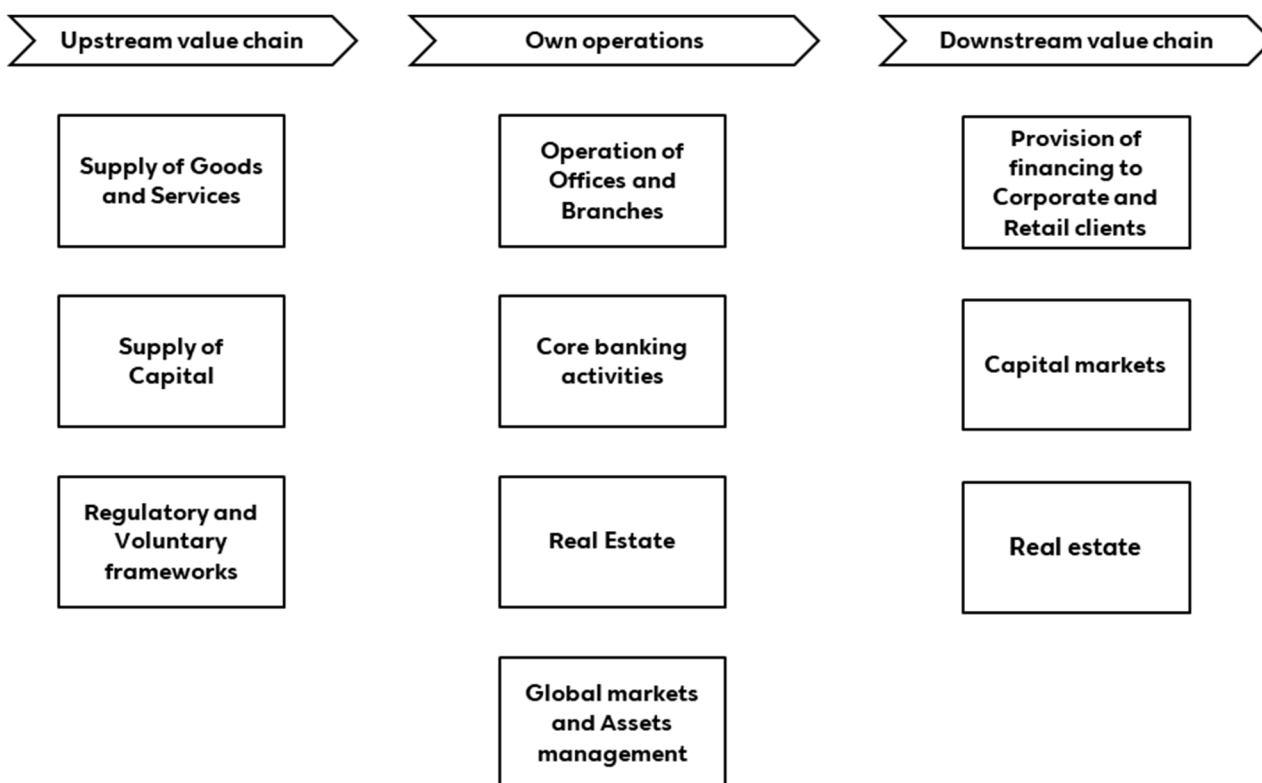 Upstream value chain
Own operations
Downstream value chain
Supply of Goods
and Services
Operation of
Offices and
Branches
Provision of
financing to
Corporate and
Retail clients
Supply of
Capital
Core banking
activities
Capital markets
Regulatory and
Voluntary
frameworks
Real Estate
Real estate
Global markets
and Assets
management